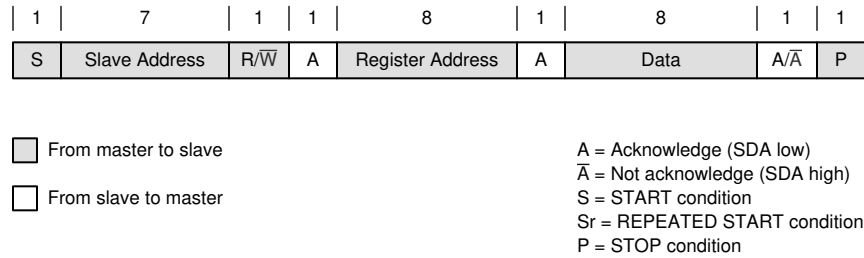 1 7 1 1 8 1 8 1 1
S Slave Address R/W̅ A Register Address A Data A/A̅ P
From master to slave
From slave to master
A = Acknowledge (SDA low)
A̅ = Not acknowledge (SDA high)
S = START condition
Sr = REPEATED START condition
P = STOP condition